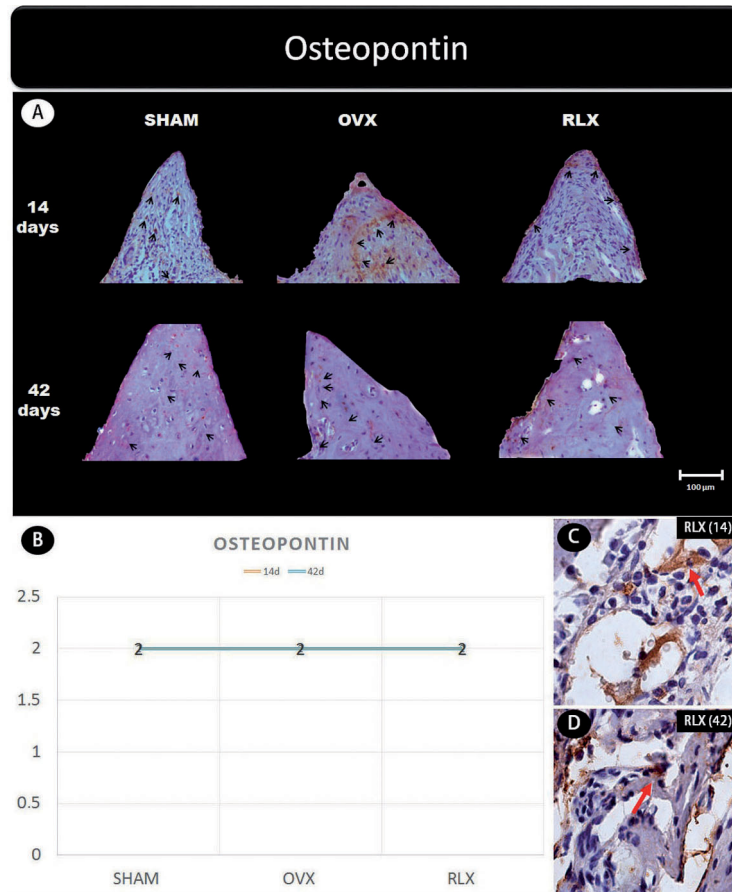 Osteopontin
A
SHAM OVX RLX
14
days
42
days
100 µm
B
OSTEOPONTIN
14d 42d
2.5
2
1.5
1
0.5
0
2 2 2
SHAM OVX RLX
C
RLX (14)
D
RLX (42)